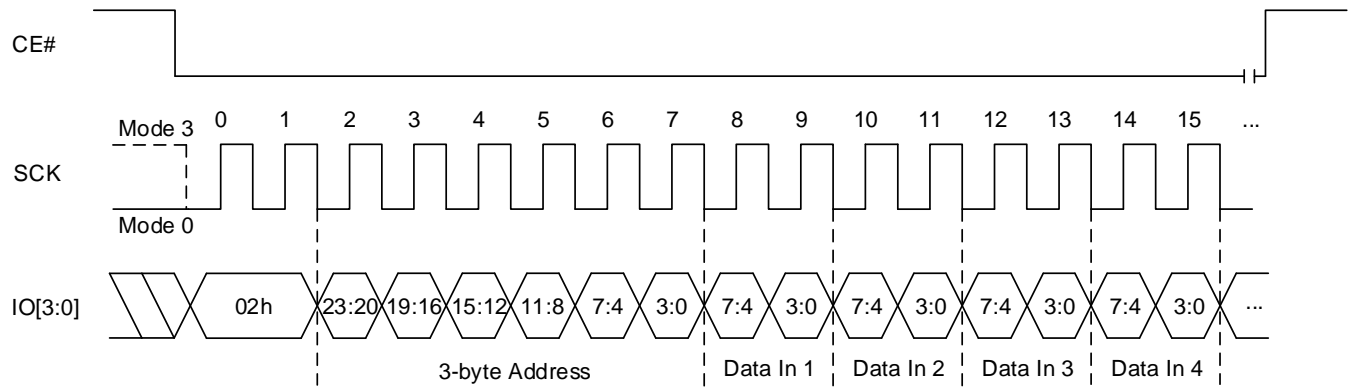 CE#
Mode 3 0 1 2 3 4 5 6 7 8 9 10 11 12 13 14 15 ...
SCK
Mode 0
IO[3:0] 02h 23:20 19:16 15:12 11:8 7:4 3:0 7:4 3:0 7:4 3:0 7:4 3:0 7:4 3:0 ...
3-byte Address Data In 1 Data In 2 Data In 3 Data In 4